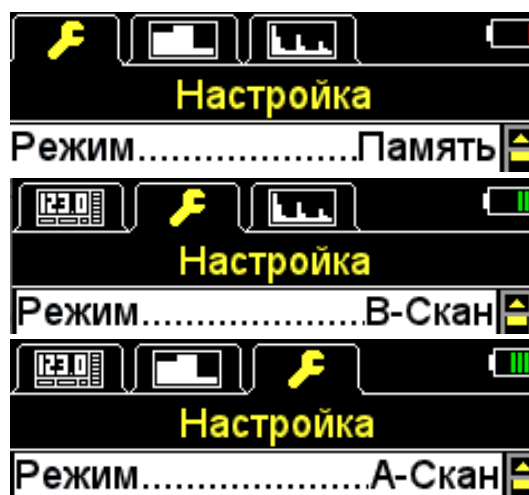 Настройка
Режим...................Память
123.0
Настройка
Режим.....................В-Скан
123.0
Настройка
Режим.....................А-Скан